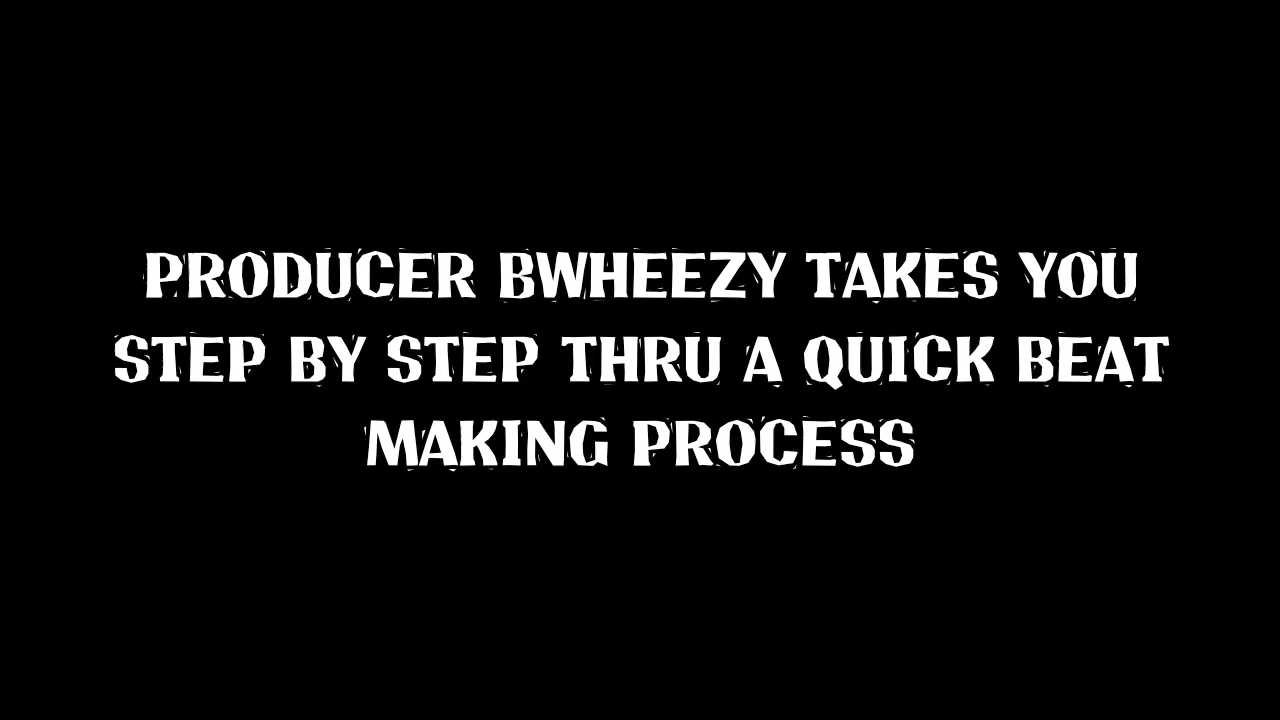 PRODUCER BWHEEZY TAKES YOU
STEP BY STEP THRU A QUICK BEAT
MAKING PROCESS